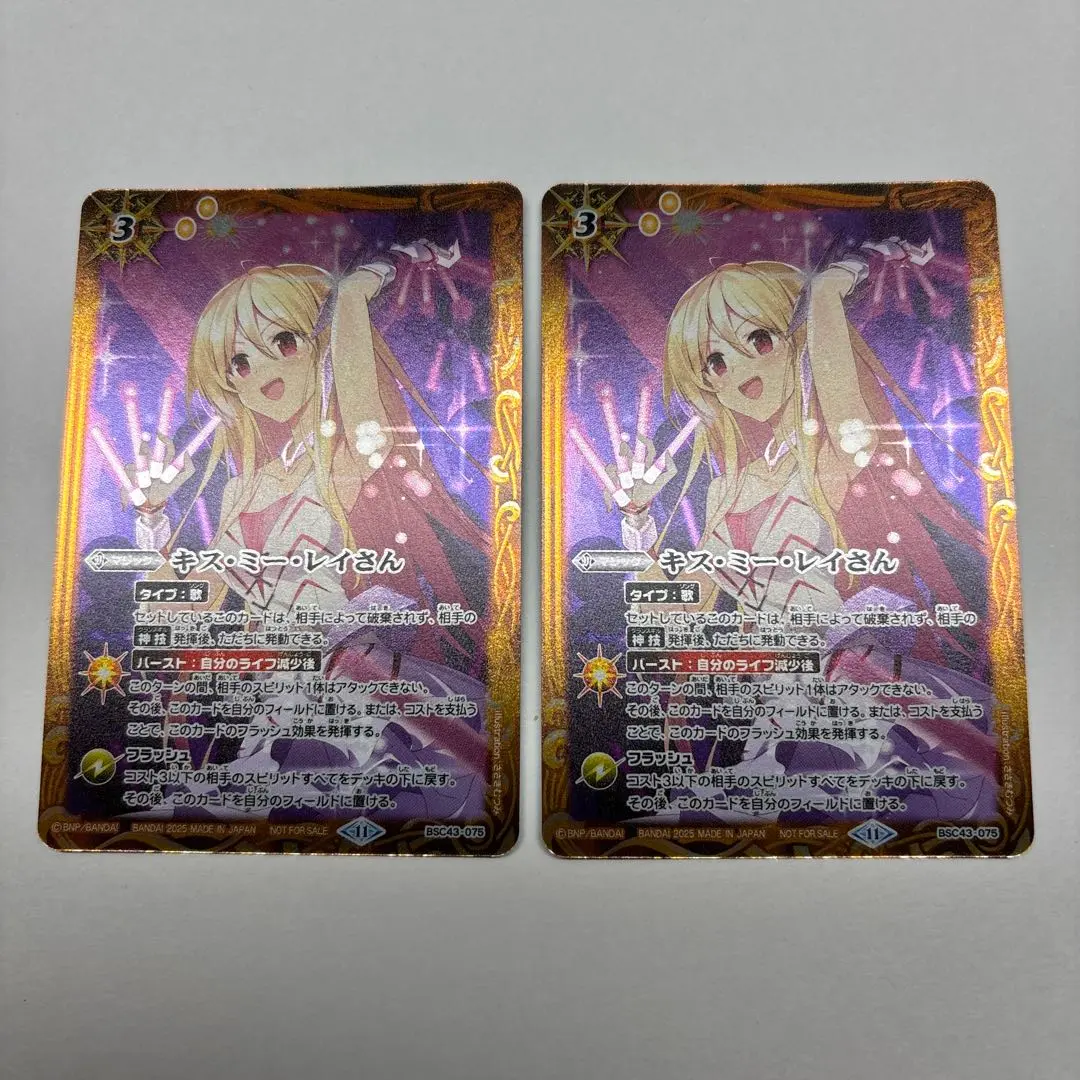 3
キス・ミー・レイさん
タイプ:歌
セットしているこのカードは、相手によって破棄されず、相手の
神技 発揮後、ただちに発動できる。
バースト:自分のライフ減少後
このターンの間、相手のスピリット1体はアタックできない。
その後、このカードを自分のフィールドに置ける。または、コストを支払う
ことで、このカードのフラッシュ効果を発揮する。
フラッシュ
コスト3以下の相手のスピリットすべてをデッキの下に戻す。
その後、このカードを自分のフィールドに置ける。
©BNP/BANDAI BANDAI 2025 MADE IN JAPAN NOT FOR SALE 11 BSC43-075
3
キス・ミー・レイさん
タイプ:歌
セットしているこのカードは、相手によって破棄されず、相手の
神技 発揮後、ただちに発動できる。
バースト:自分のライフ減少後
このターンの間、相手のスピリット1体はアタックできない。
その後、このカードを自分のフィールドに置ける。または、コストを支払う
ことで、このカードのフラッシュ効果を発揮する。
フラッシュ
コスト3以下の相手のスピリットすべてをデッキの下に戻す。
その後、このカードを自分のフィールドに置ける。
©BNP/BANDAI BANDAI 2025 MADE IN JAPAN NOT FOR SALE 11 BSC43-075